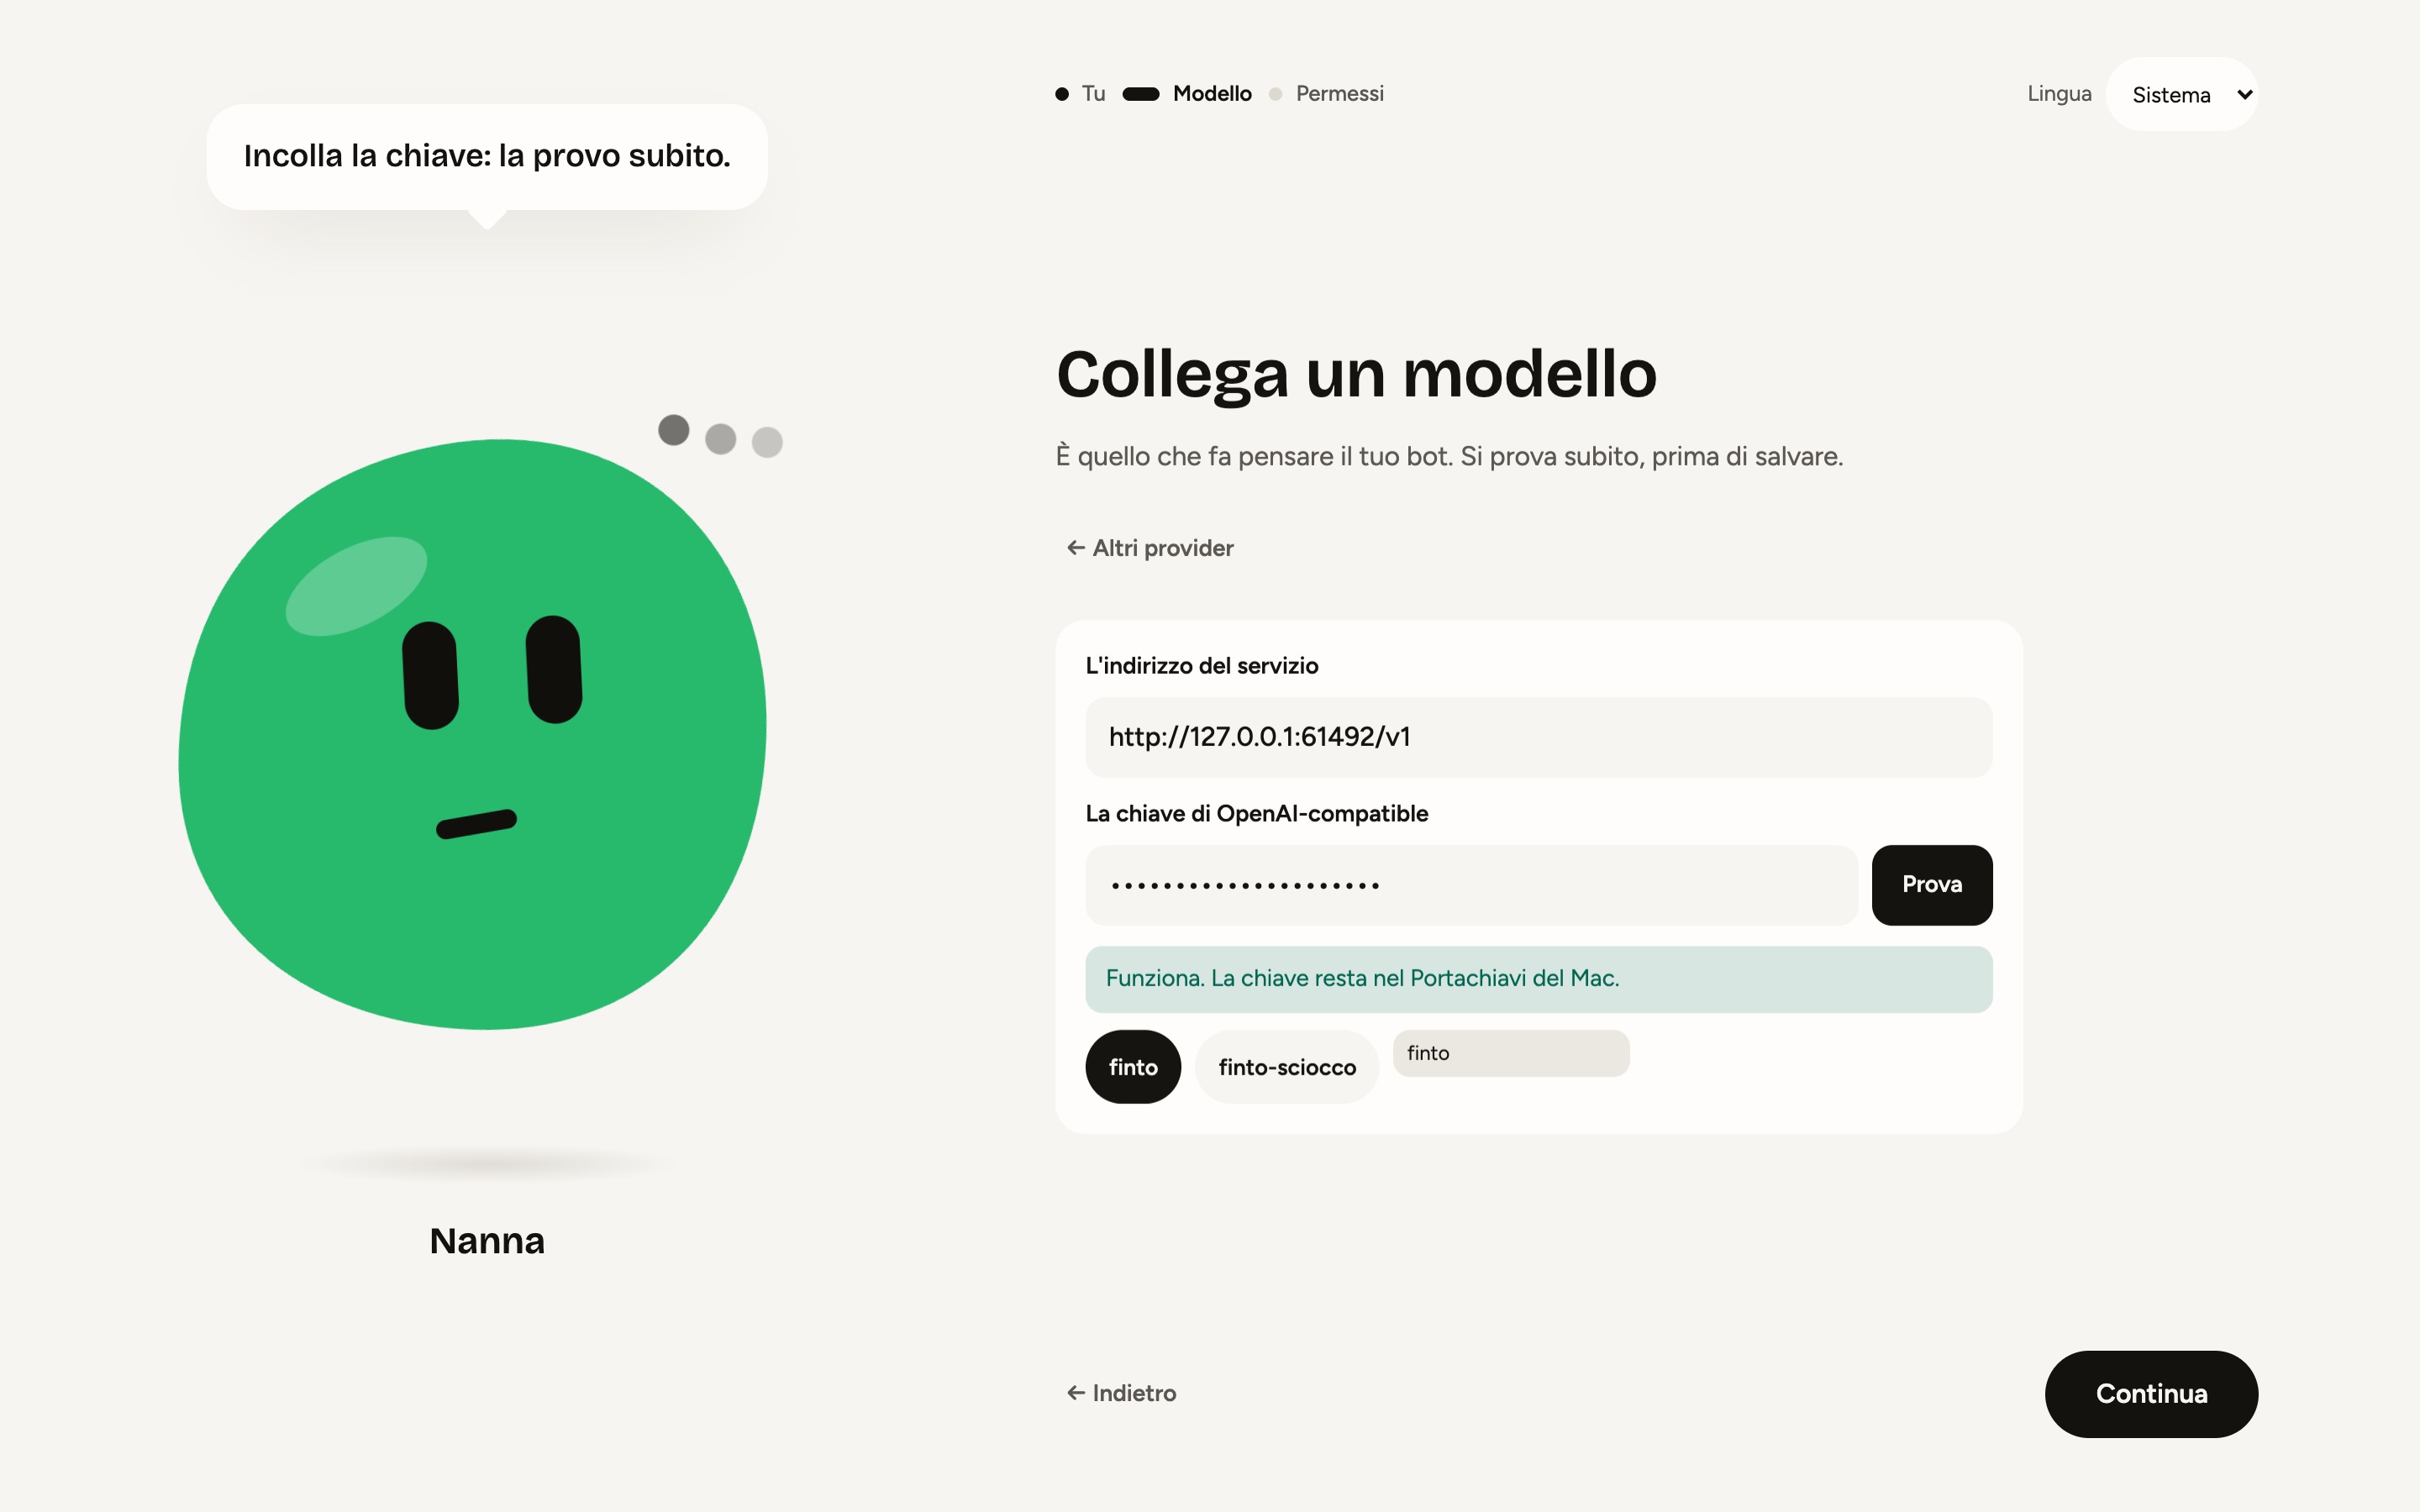 Incolla la chiave: la provo subito.
Nanna
Tu Modello Permessi
Lingua Sistema
Collega un modello
È quello che fa pensare il tuo bot. Si prova subito, prima di salvare.
← Altri provider
L'indirizzo del servizio
http://127.0.0.1:61492/v1
La chiave di OpenAI-compatible
••••••••••••••••••••• Prova
Funziona. La chiave resta nel Portachiavi del Mac.
finto finto-sciocco finto
← Indietro Continua